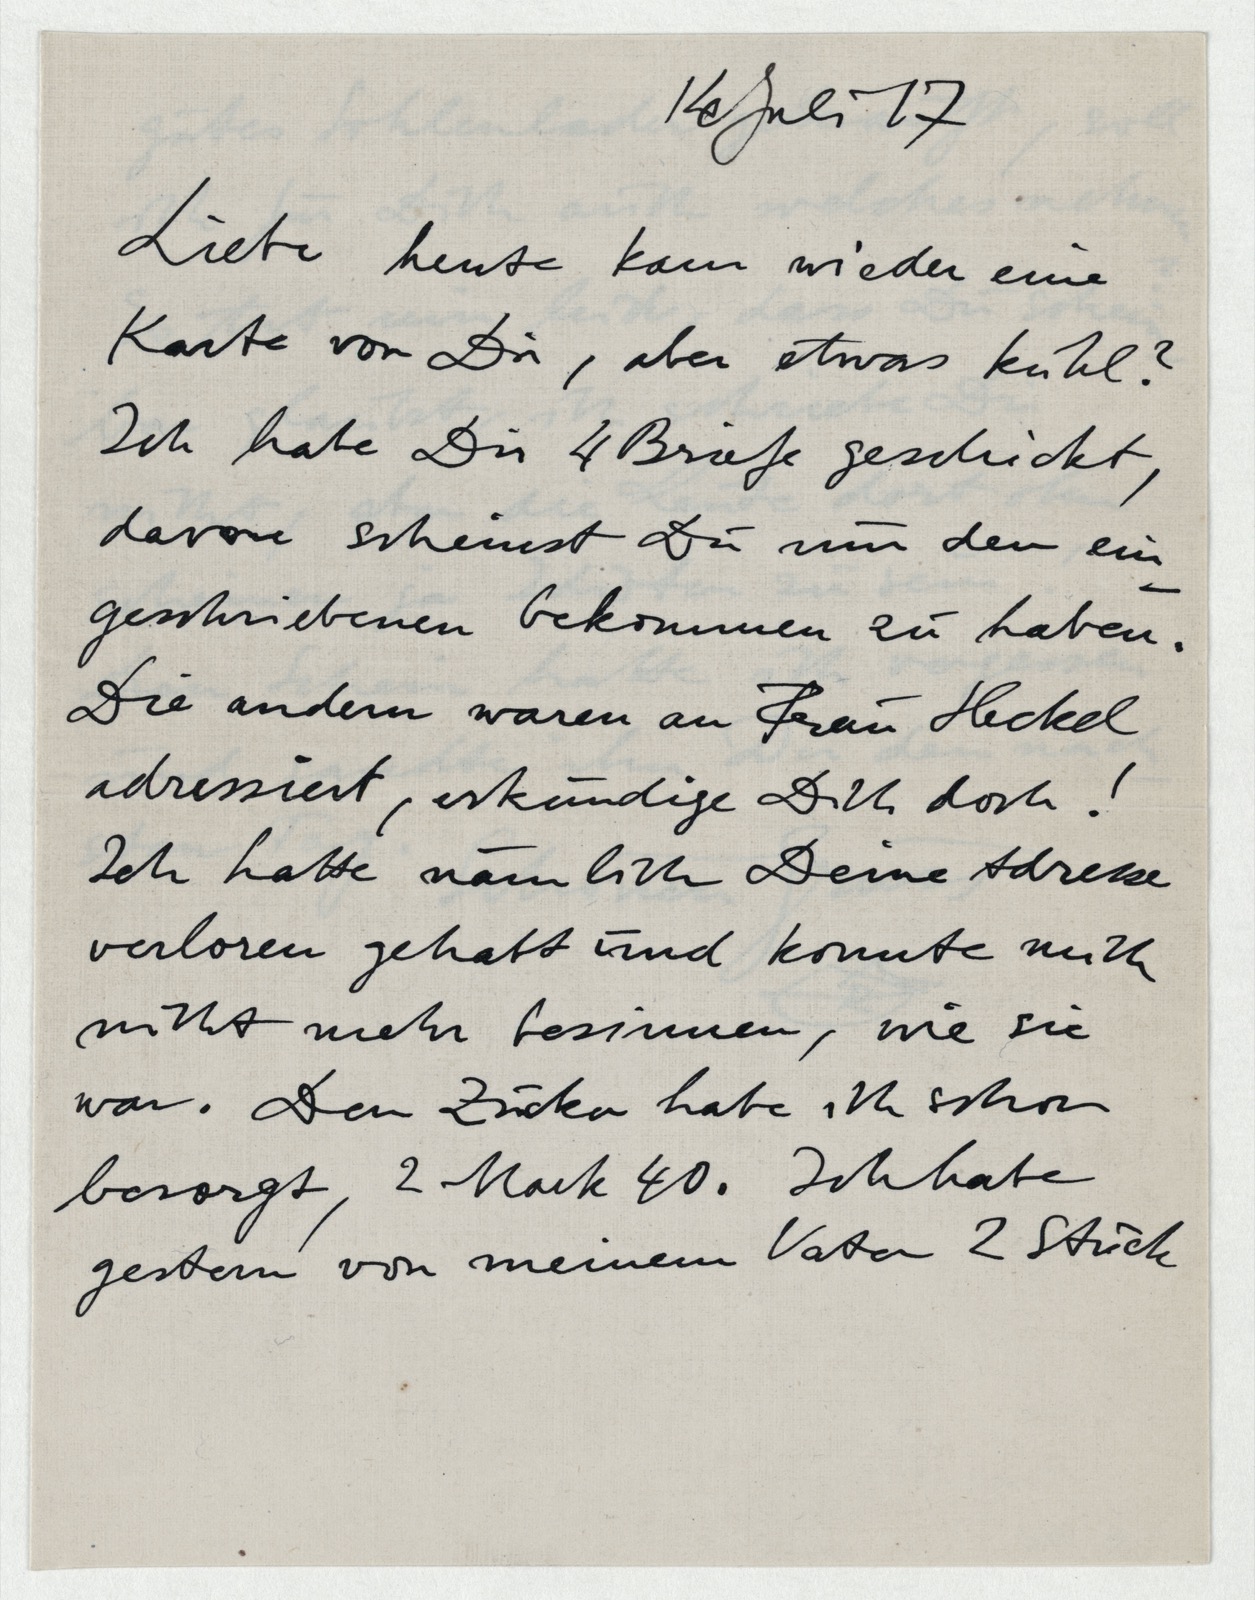 14 Juli 17
Liebe heute kam wieder eine
Karte von Dir, aber etwas kühl?
Ich habe Dir 4 Briefe geschickt,
davon scheinst Du nur den ein
geschriebenen bekommen zu haben.
Die andern waren an Frau Heckel
adressiert, erkundige Dich doch!
Ich hatte nämlich Deine Adresse
verloren gehabt und konnte mich
nicht mehr besinnen, wie sie
war. Den Zucker habe ich schon
besorgt, 2 Mark 40. Ich habe
gestern von meinem Vater 2 Stück